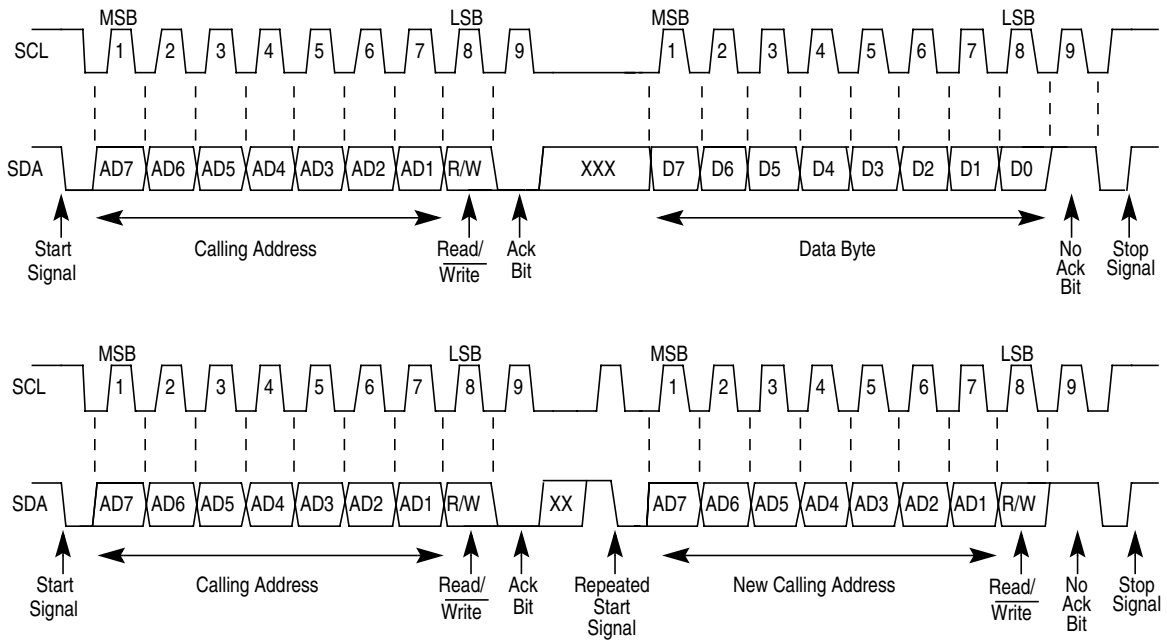 MSB LSB MSB LSB
SCL 1 2 3 4 5 6 7 8 9 1 2 3 4 5 6 7 8 9
SDA AD7 AD6 AD5 AD4 AD3 AD2 AD1 R/W XXX D7 D6 D5 D4 D3 D2 D1 D0
Start Signal
Calling Address
Read/ Write
Ack Bit
Data Byte
No Ack Bit
Stop Signal
MSB LSB MSB LSB
SCL 1 2 3 4 5 6 7 8 9 1 2 3 4 5 6 7 8 9
SDA AD7 AD6 AD5 AD4 AD3 AD2 AD1 R/W XX AD7 AD6 AD5 AD4 AD3 AD2 AD1 R/W
Start Signal
Calling Address
Read/ Write
Ack Bit
Repeated Start Signal
New Calling Address
Read/ Write
No Ack Bit
Stop Signal